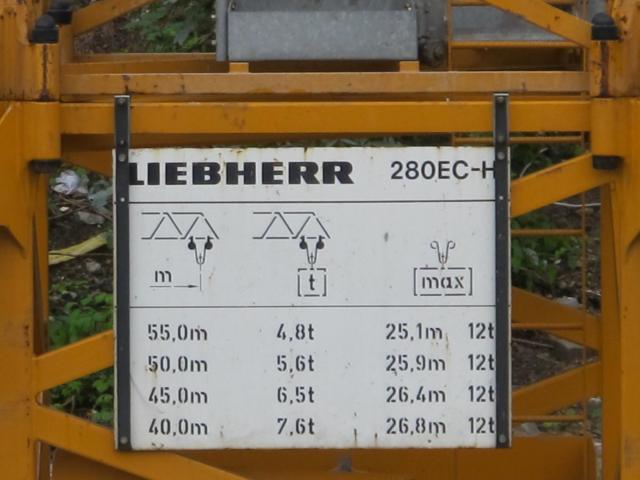 LIEBHERR 280EC-H
m [t] [max]
55,0m 4,8t 25,1m 12t
50,0m 5,6t 25,9m 12t
45,0m 6,5t 26,4m 12t
40,0m 7,6t 26,8m 12t